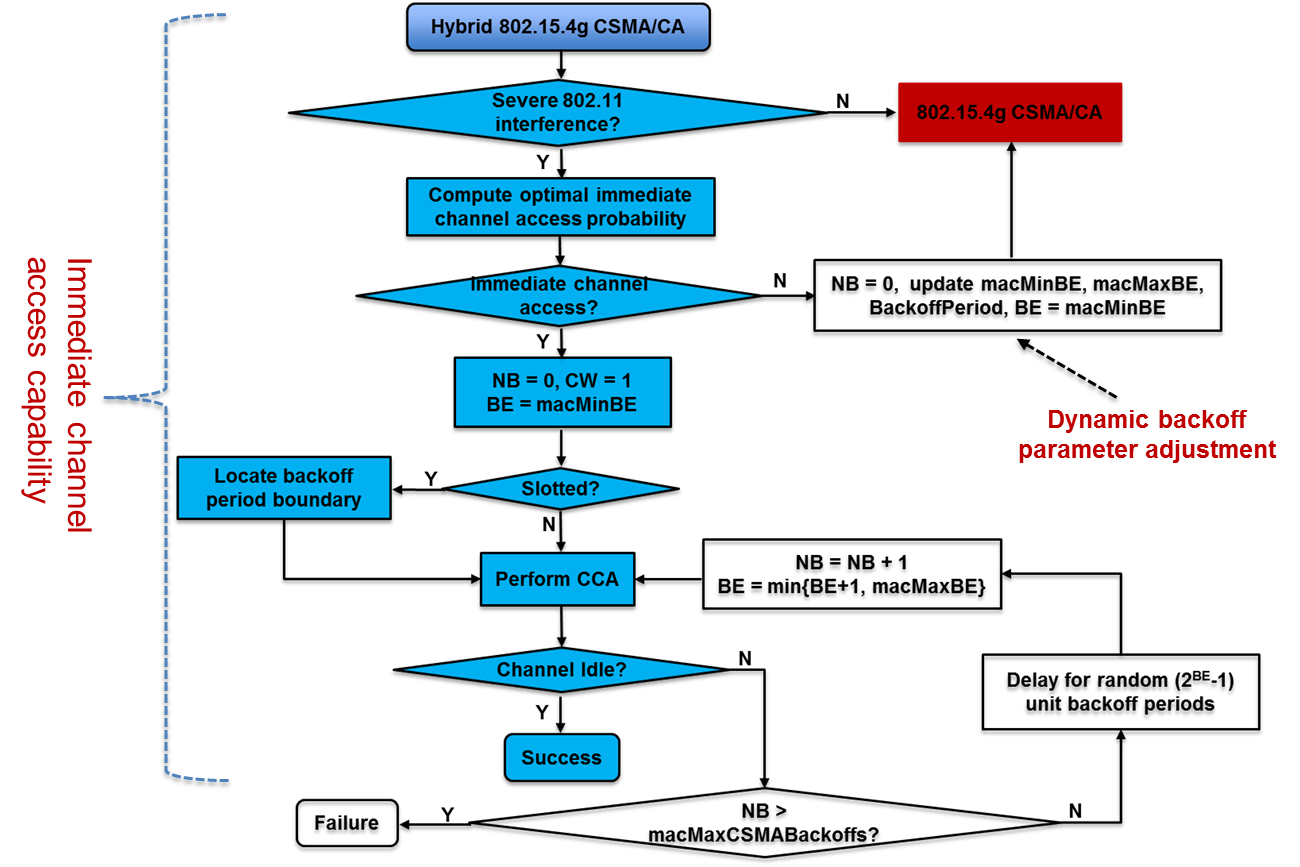 Hybrid 802.15.4g CSMA/CA
Severe 802.11
interference?
N
802.15.4g CSMA/CA
Y
Compute optimal immediate
channel access probability
Immediate channel
access?
N
NB = 0, update macMinBE, macMaxBE,
BackoffPeriod, BE = macMinBE
Y
NB = 0, CW = 1
BE = macMinBE
Dynamic backoff
parameter adjustment
Immediate channel
access capability
Slotted?
Y
Locate backoff
period boundary
N
Perform CCA
NB = NB + 1
BE = min{BE+1, macMaxBE}
Channel Idle?
N
Delay for random (2^BE-1)
unit backoff periods
Y
Success
NB >
macMaxCSMABackoffs?
Y
N
Failure